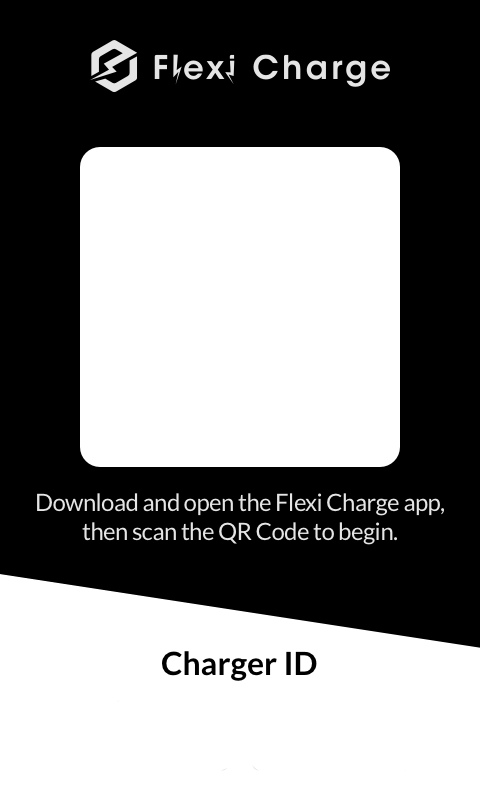 Flexi Charge
Download and open the Flexi Charge app,
then scan the QR Code to begin.
Charger ID